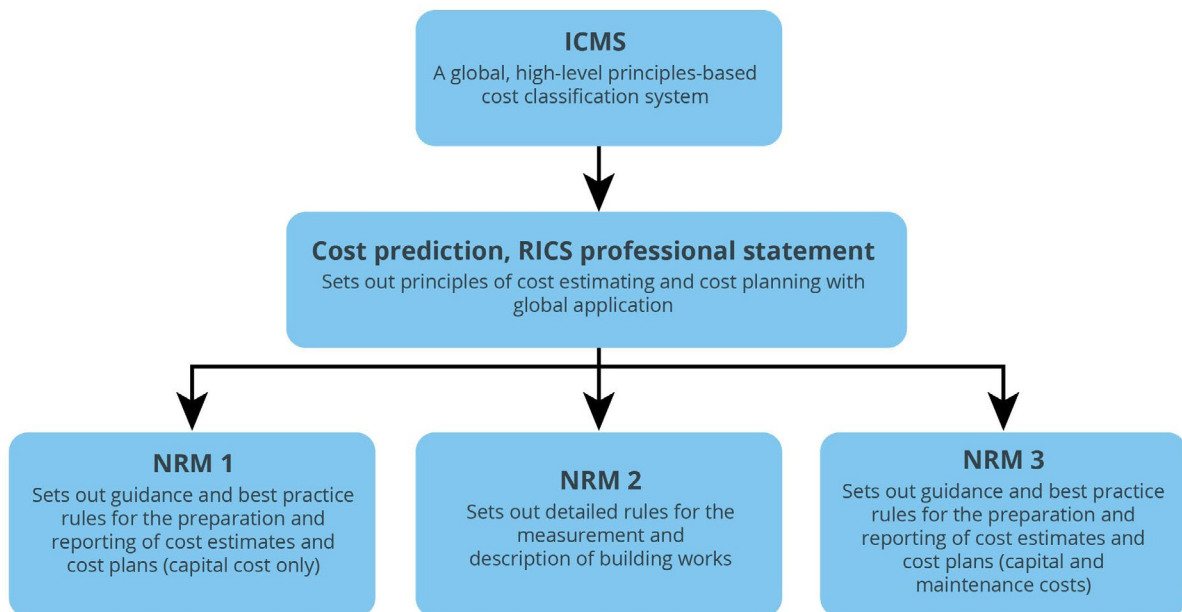 ICMS
A global, high-level principles-based
cost classification system
Cost prediction, RICS professional statement
Sets out principles of cost estimating and cost planning with
global application
NRM 1
Sets out guidance and best practice
rules for the preparation and
reporting of cost estimates and
cost plans (capital cost only)
NRM 2
Sets out detailed rules for the
measurement and
description of building works
NRM 3
Sets out guidance and best practice
rules for the preparation and
reporting of cost estimates and
cost plans (capital and
maintenance costs)